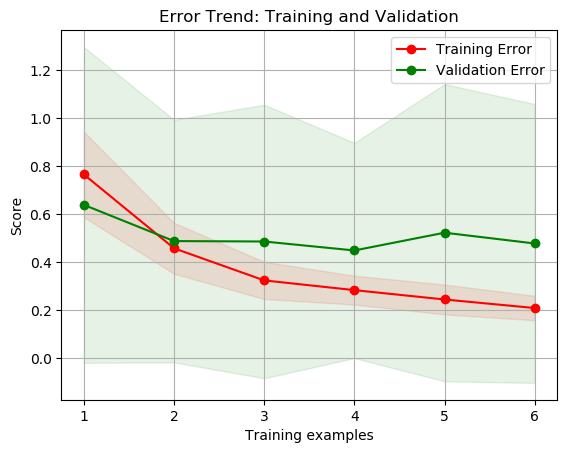 Error Trend: Training and Validation
Training Error
Validation Error
1.2
1.0
0.8
0.6
0.4
0.2
0.0
Score
1 2 3 4 5 6
Training examples